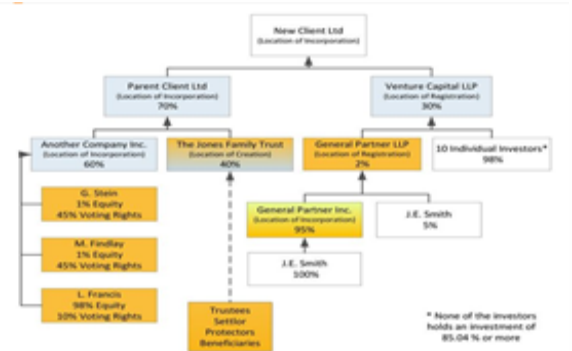 New Client Ltd
(Location of Incorporation)
Parent Client Ltd
(Location of Incorporation)
70%
Venture Capital LLP
(Location of Registration)
30%
Another Company Inc.
(Location of Incorporation)
60%
The Jones Family Trust
(Location of Creation)
40%
General Partner LLP
(Location of Registration)
2%
10 Individual Investors*
98%
G. Stein
1% Equity
45% Voting Rights
General Partner Inc.
(Location of Incorporation)
95%
J.E. Smith
5%
M. Findlay
1% Equity
45% Voting Rights
J.E. Smith
100%
L. Francis
98% Equity
10% Voting Rights
Trustees
Settlor
Protectors
Beneficiaries
* None of the investors
holds an investment of
85.04 % or more